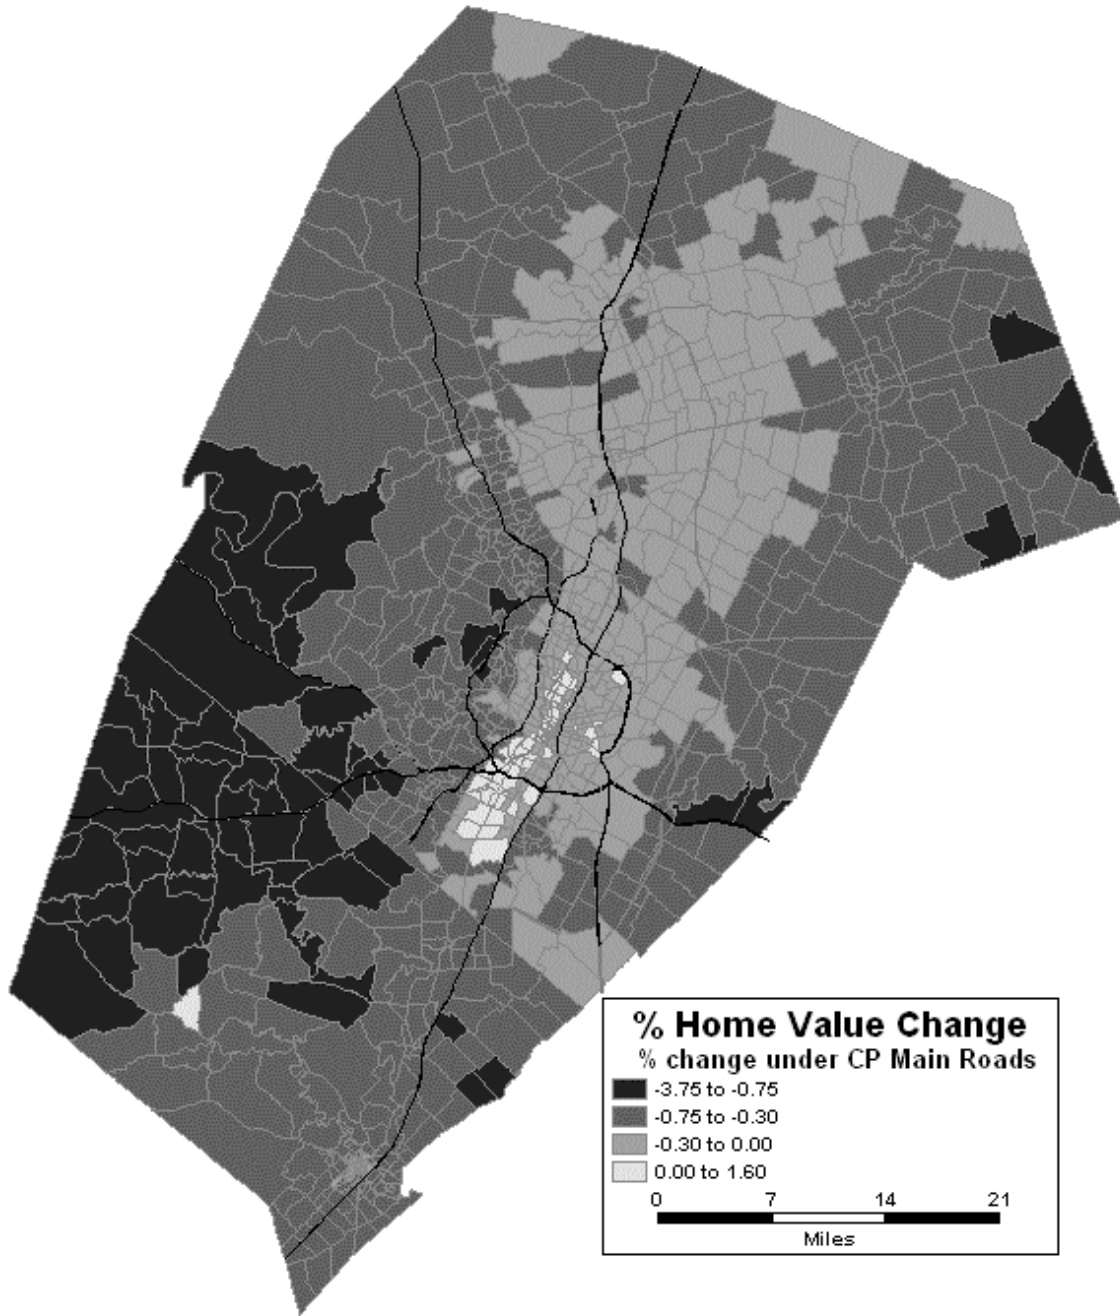 % Home Value Change
% change under CP Main Roads
-3.75 to -0.75
-0.75 to -0.30
-0.30 to 0.00
0.00 to 1.60
0 7 14 21
Miles